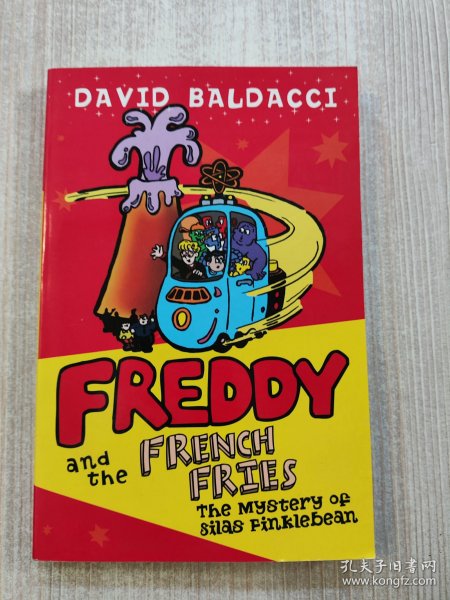 DAVID BALDACCI
FREDDY
and the FRENCH FRIES
The Mystery of
Silas Finklebean
孔夫子旧书网
www.kongfz.com